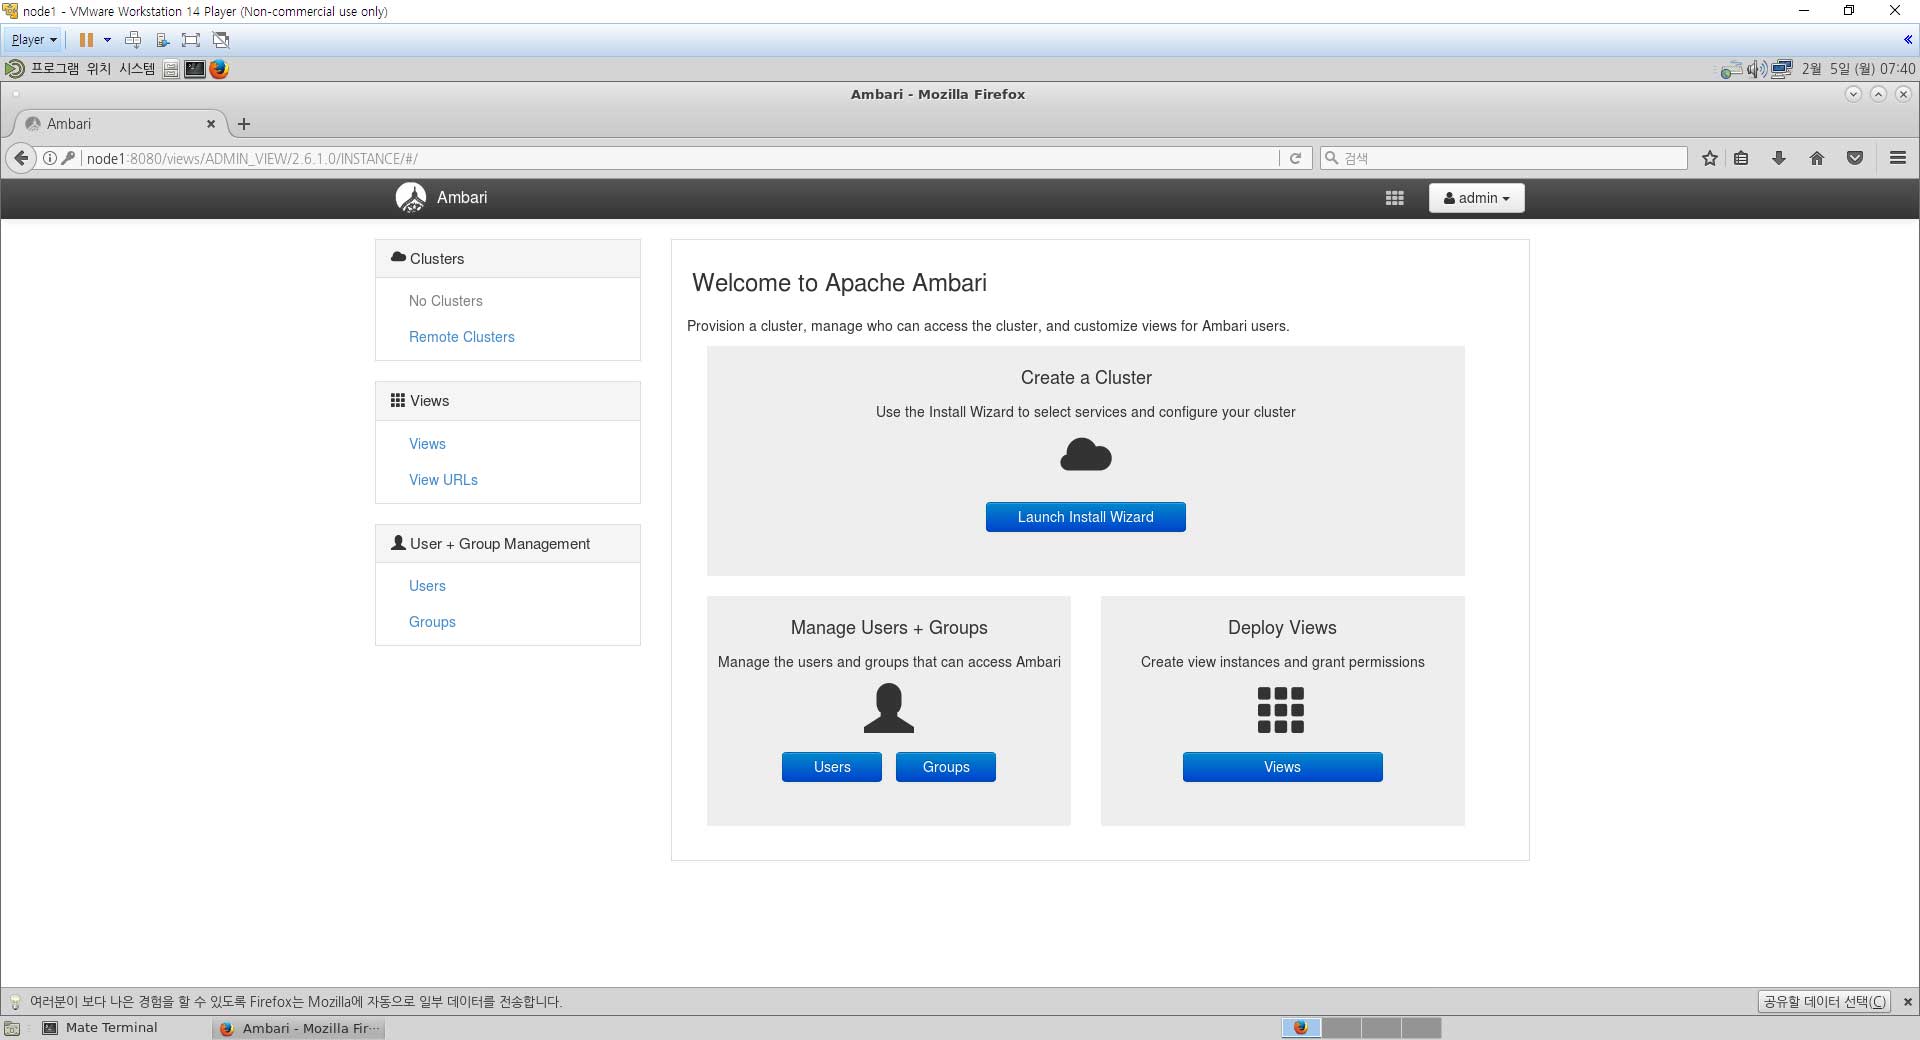 node1 - VMware Workstation 14 Player (Non-commercial use only)
Player
프로그램 위치 시스템
2월 5일 (월) 07:40
Ambari - Mozilla Firefox
Ambari
node1:8080/views/ADMIN_VIEW/2.6.1.0/INSTANCE/#/
검색
Ambari
admin
Clusters
No Clusters
Remote Clusters
Views
Views
View URLs
User + Group Management
Users
Groups
Welcome to Apache Ambari
Provision a cluster, manage who can access the cluster, and customize views for Ambari users.
Create a Cluster
Use the Install Wizard to select services and configure your cluster
Launch Install Wizard
Manage Users + Groups
Manage the users and groups that can access Ambari
Users
Groups
Deploy Views
Create view instances and grant permissions
Views
여러분이 보다 나은 경험을 할 수 있도록 Firefox는 Mozilla에 자동으로 일부 데이터를 전송합니다.
공유할 데이터 선택(C)
Mate Terminal
Ambari - Mozilla Fir···